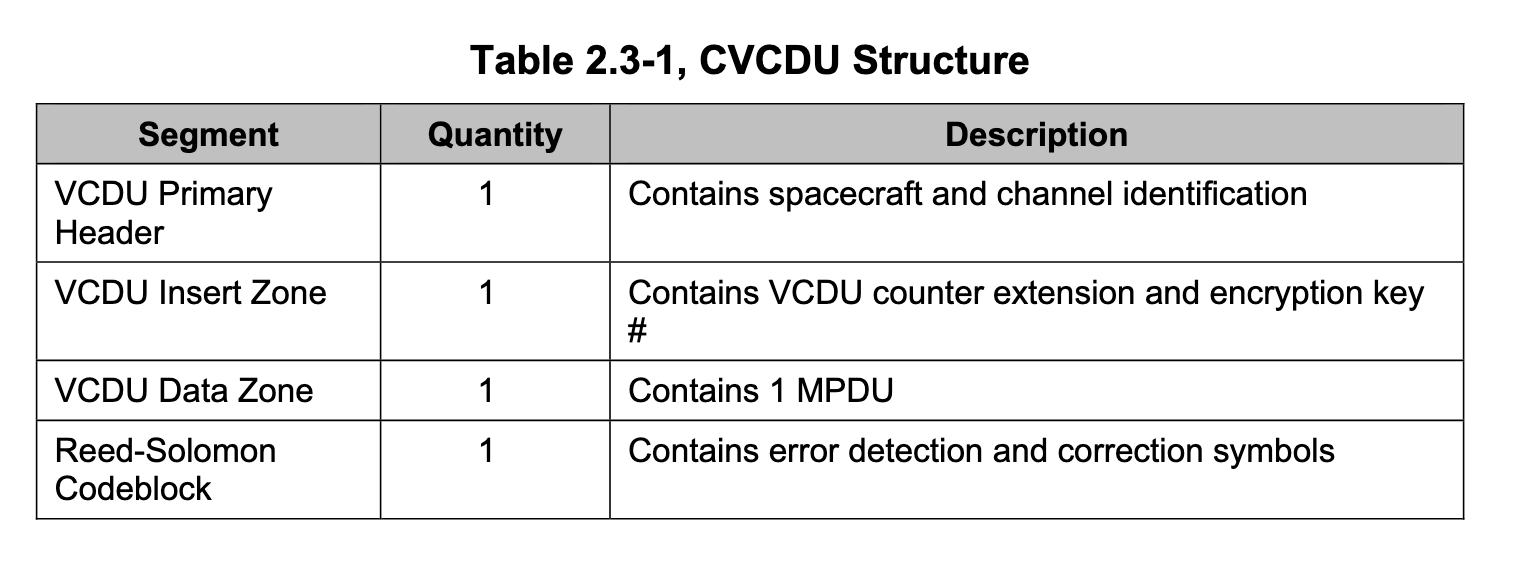 Table 2.3-1, CVCDU Structure
Segment Quantity Description
VCDU Primary Header 1 Contains spacecraft and channel identification
VCDU Insert Zone 1 Contains VCDU counter extension and encryption key #
VCDU Data Zone 1 Contains 1 MPDU
Reed-Solomon Codeblock 1 Contains error detection and correction symbols